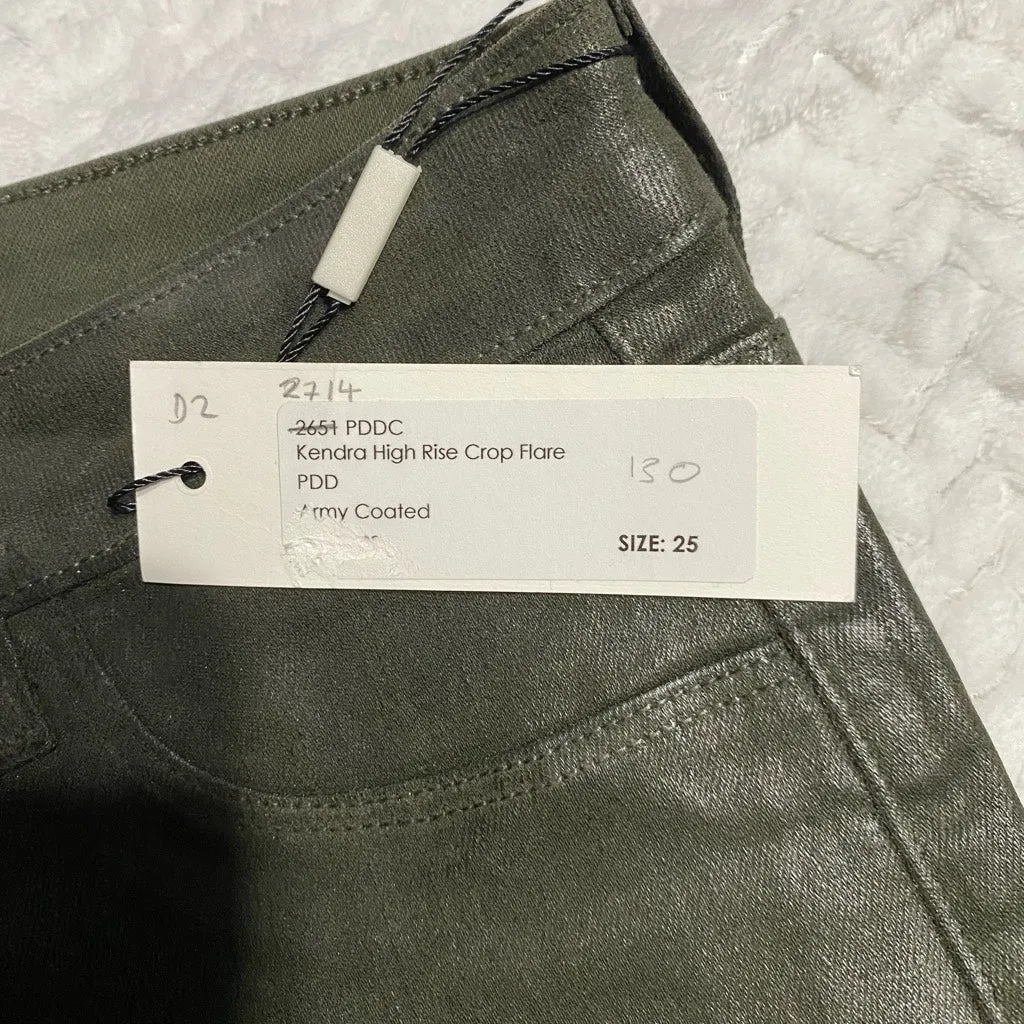 D2
2714
2651 PDDC
Kendra High Rise Crop Flare
130
PDD
Army Coated
SIZE: 25